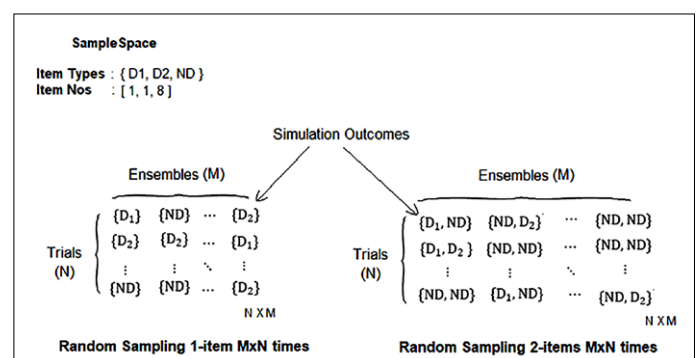 SampleSpace
Item Types : { D1, D2, ND }
Item Nos : [ 1, 1, 8 ]
Simulation Outcomes
Ensembles (M)
Trials
(N)
{D₁} {ND} ... {D₂}
{D₂} {D₂} ... {D₁}
⋮ ⋮ ⋱ ⋮
{ND} {ND} ... {D₂}
N X M
Random Sampling 1-item MxN times
Ensembles (M)
Trials
(N)
{D₁, ND} {ND, D₂} ... {ND, ND}
{D₁, D₂ } {ND, ND} ... {ND, ND}
⋮ ⋮ ⋱ ⋮
{ND, ND} {D₁, ND} ... {ND, D₂}
N X M
Random Sampling 2-items MxN times